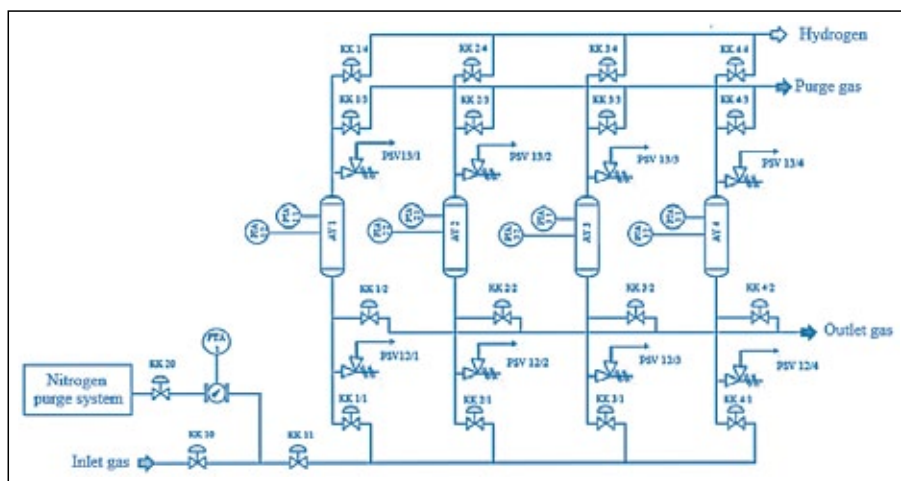 KK 1/4
KK 2/4
KK 3/4
KK 4/4
Hydrogen
KK 1/3
KK 2/3
KK 3/3
KK 4/3
Purge gas
PSV13/1
PSV 13/2
PSV 13/3
PSV 13/4
AY 1
AY 2
AY 3
AY 4
KK 1/2
KK 2/2
KK 3/2
KK 4/2
Outlet gas
PSV12/1
PSV 12/2
PSV 12/3
PSV 12/4
KK 20
Nitrogen
purge system
KK 1/1
KK 2/1
KK 3/1
KK 4/1
KK 10
KK 11
Inlet gas